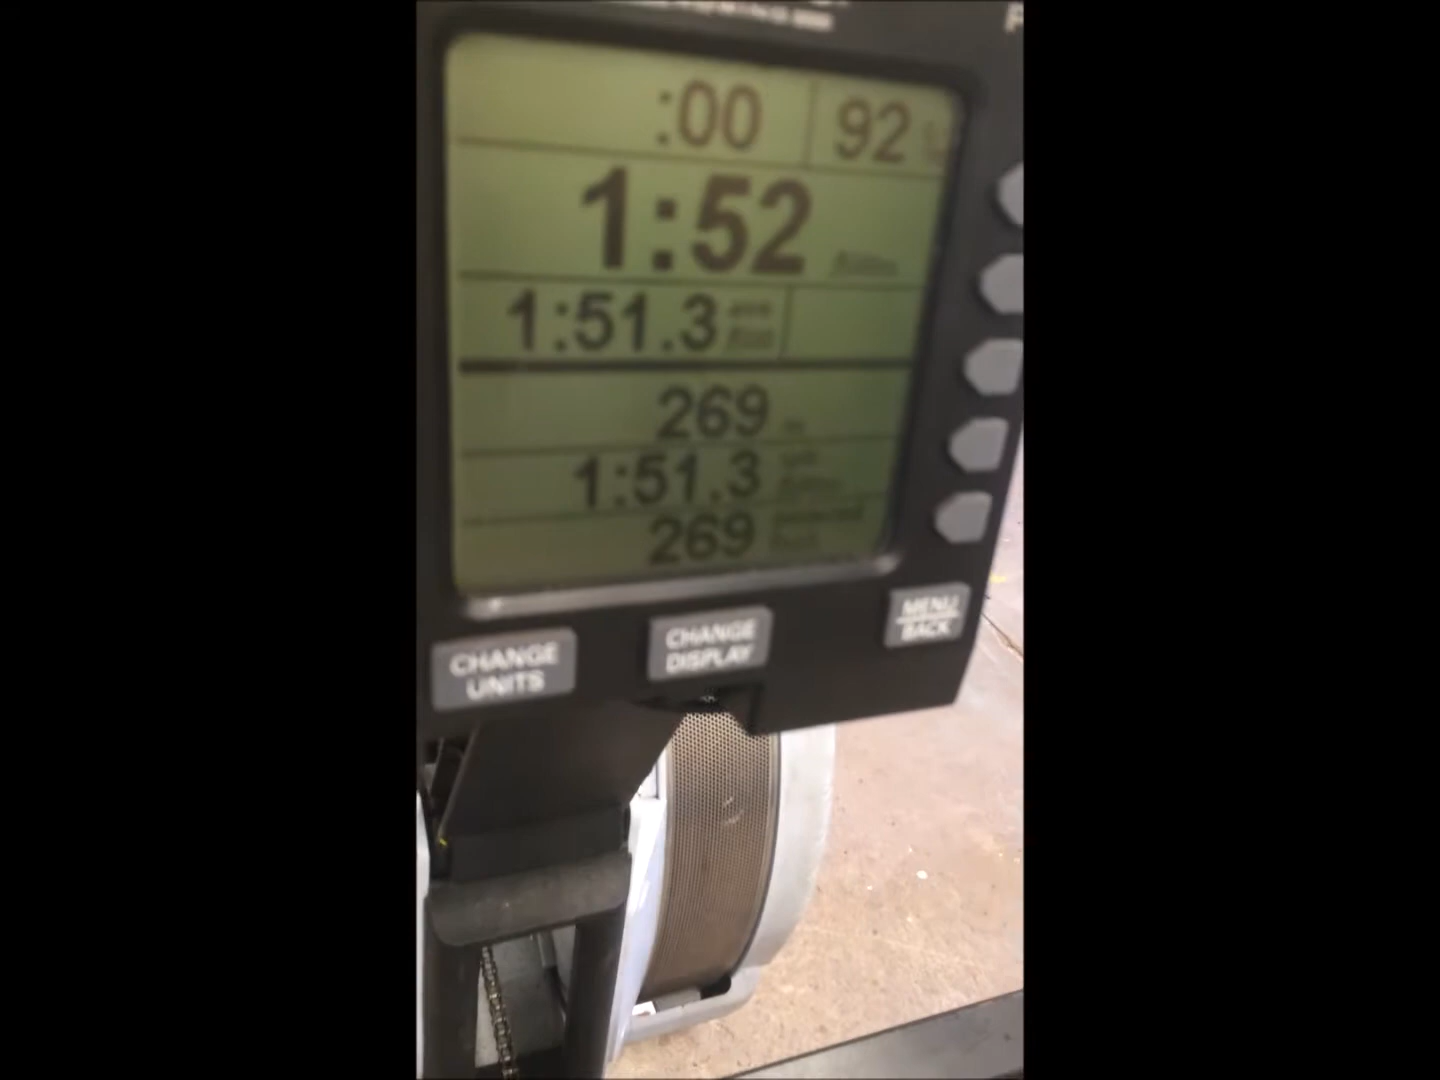 :00 92
1:52
1:51.3
269 m
1:51.3
269
CHANGE UNITS
CHANGE DISPLAY
MENU BACK